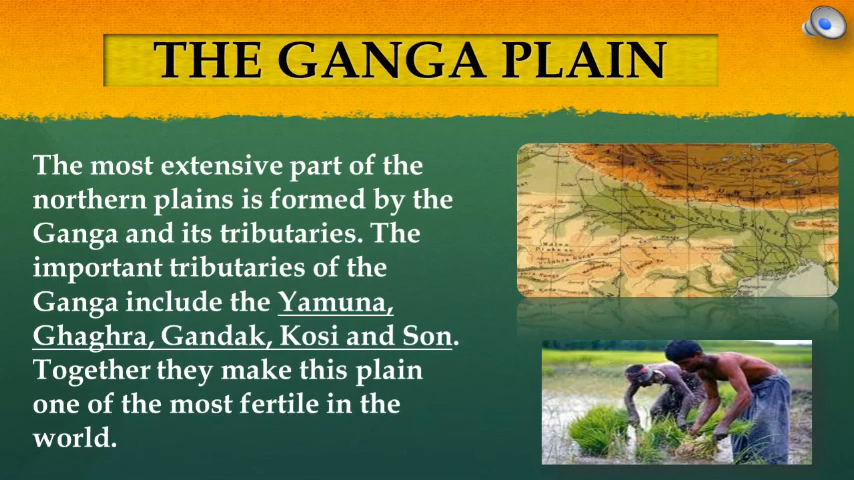 THE GANGA PLAIN
The most extensive part of the
northern plains is formed by the
Ganga and its tributaries. The
important tributaries of the
Ganga include the Yamuna,
Ghaghra, Gandak, Kosi and Son.
Together they make this plain
one of the most fertile in the
world.